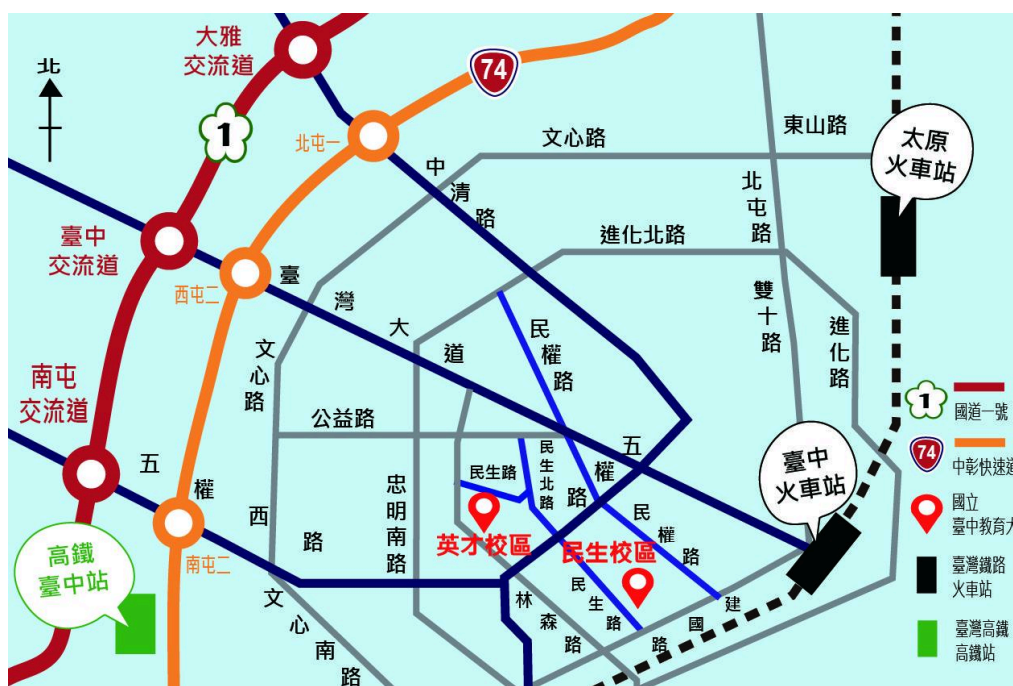 大雅
交流道
北
74
1
北屯一
中清路
文心路
東山路
太原
火車站
北屯路
進化北路
臺中
交流道
西屯二
臺灣大道
民權路
雙十路
進化路
文心路
南屯
交流道
公益路
五權西路
民生路
民生北路
五權路
忠明南路
英才校區
民生校區
民權路
臺中
火車站
高鐵
臺中站
南屯二
文心南路
林森路
民生路
建國路
1
國道一號
74
中彰快速道
國立
臺中教育大
臺灣鐵路
火車站
臺灣高鐵
高鐵站